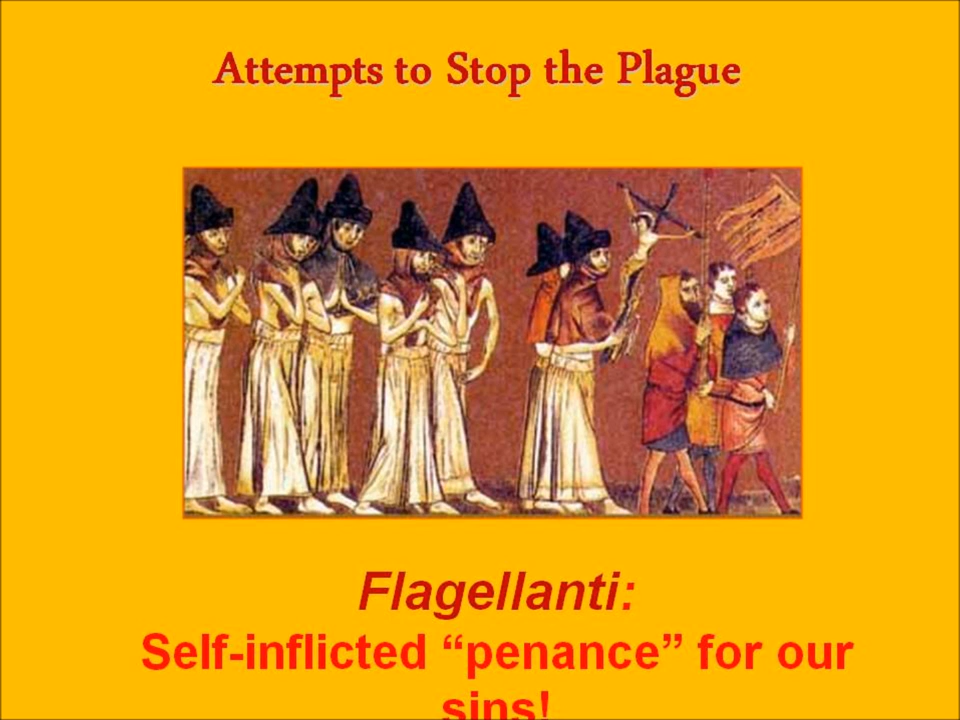 Attempts to Stop the Plague
Flagellanti:
Self-inflicted “penance” for our
sins!